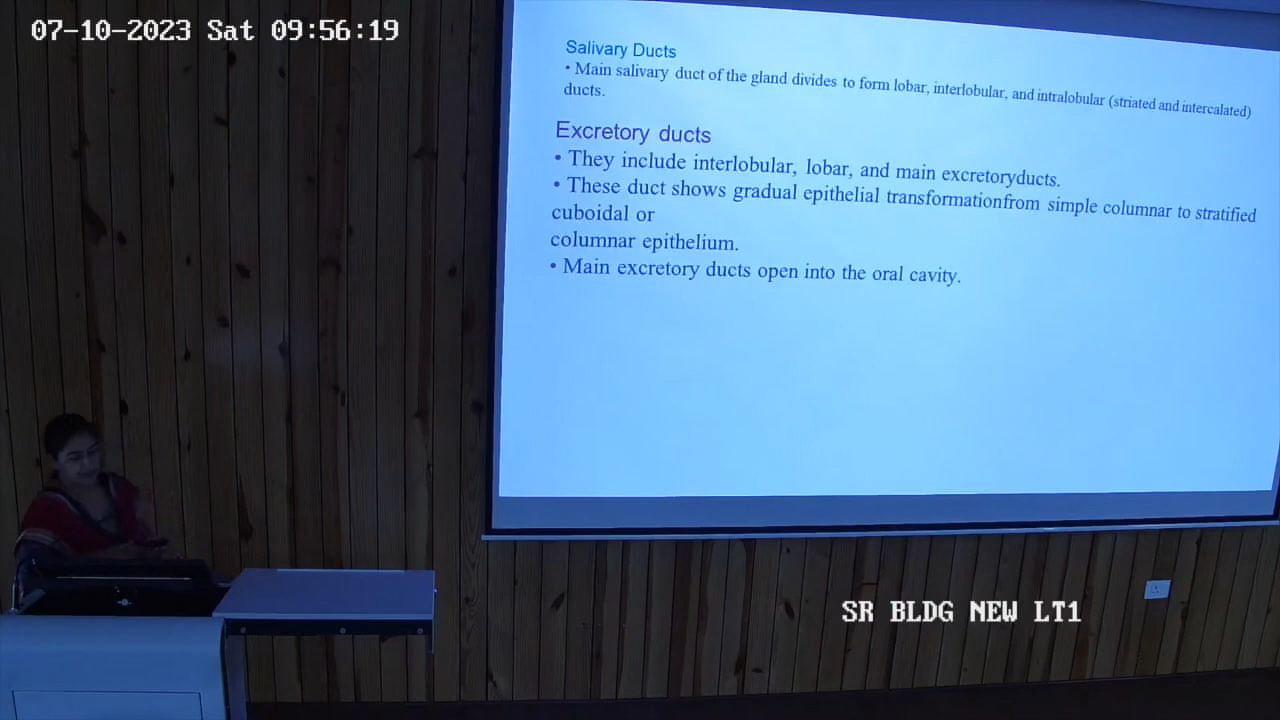 07-10-2023 Sat 09:56:19
Salivary Ducts
• Main salivary duct of the gland divides to form lobar, interlobular, and intralobular (striated and intercalated)
ducts.
Excretory ducts
• They include interlobular, lobar, and main excretoryducts.
• These duct shows gradual epithelial transformationfrom simple columnar to stratified
cuboidal or
columnar epithelium.
• Main excretory ducts open into the oral cavity.
SR BLDG NEW LT1